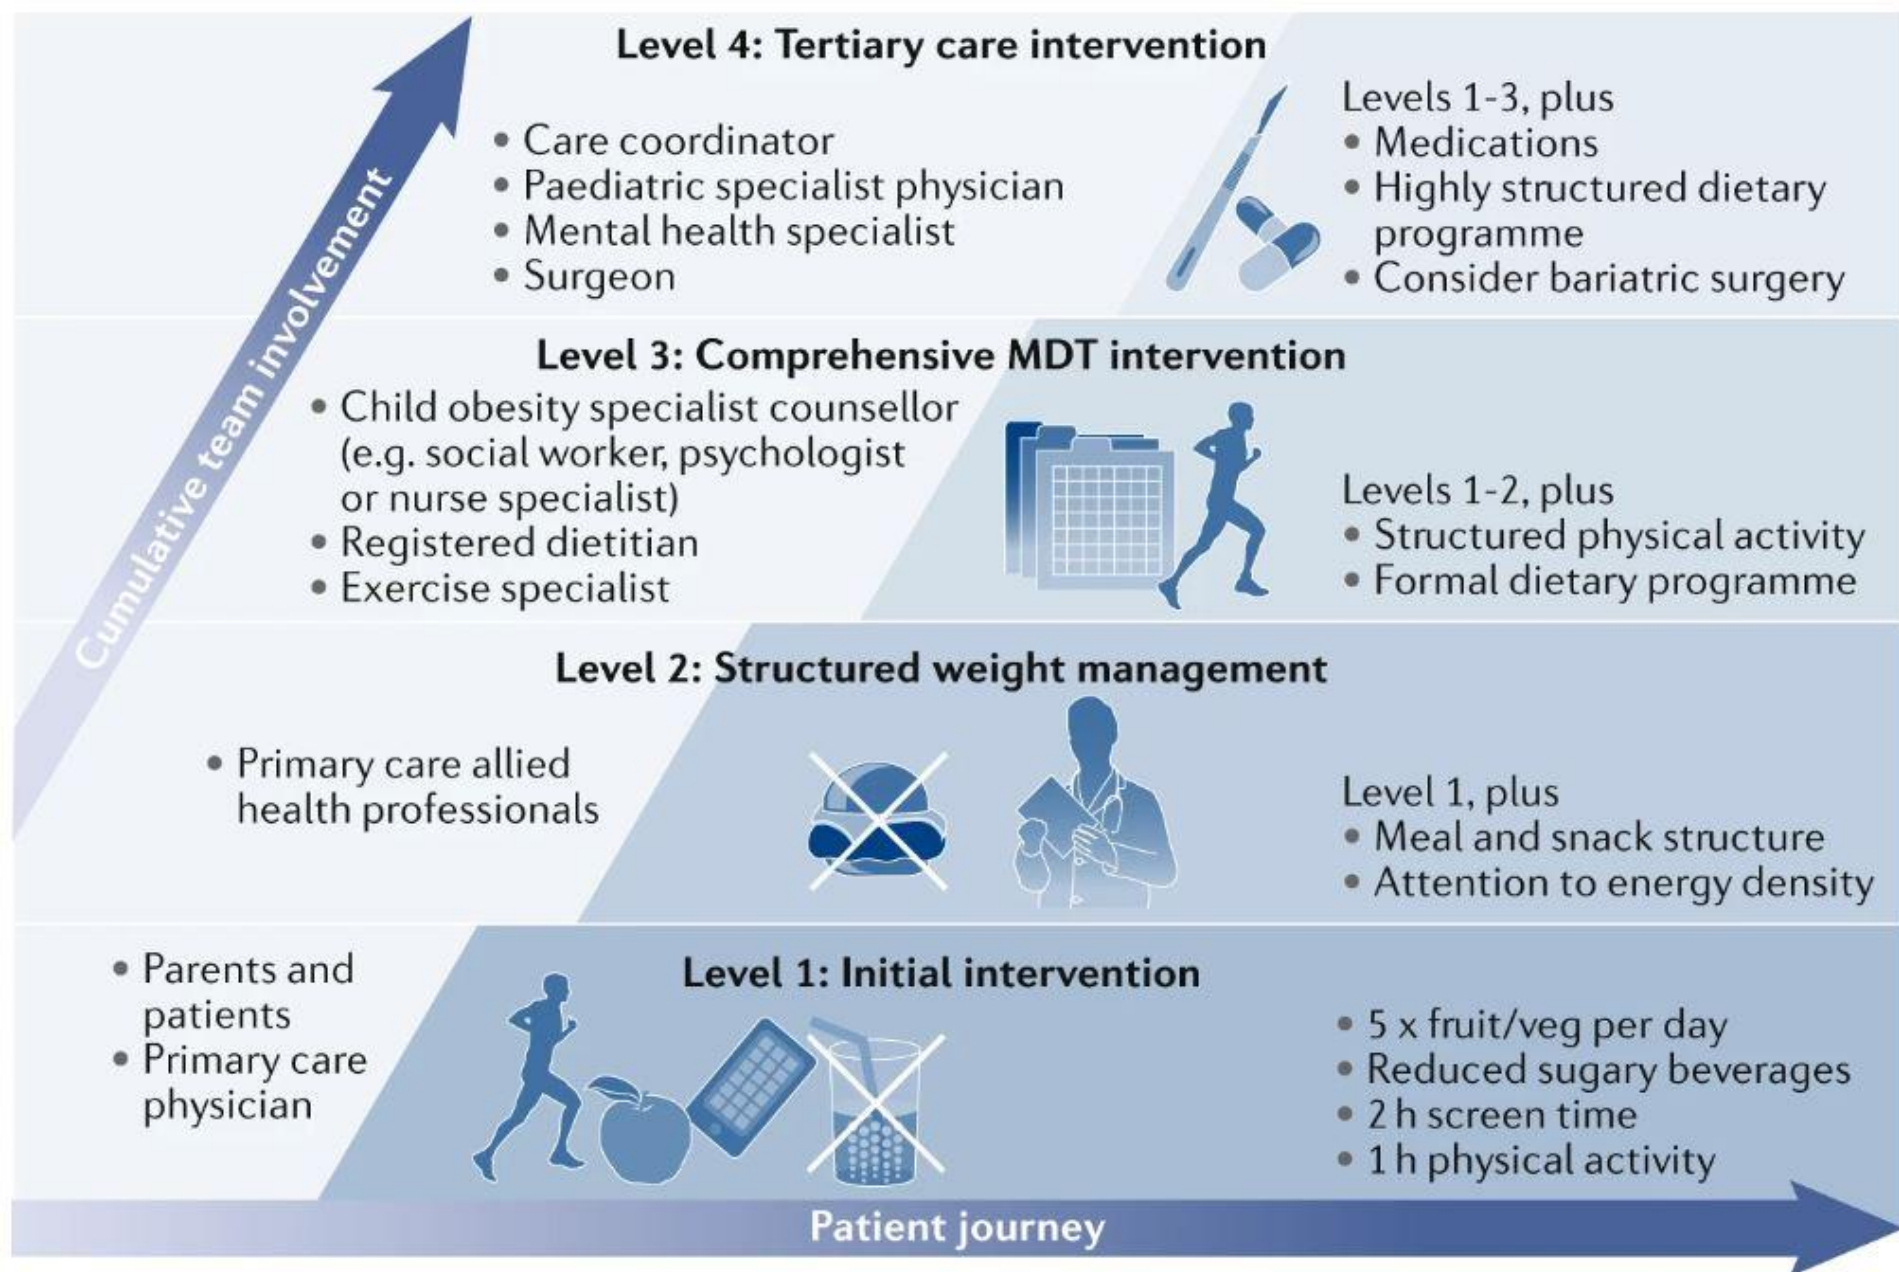 Level 4: Tertiary care intervention
• Care coordinator
• Paediatric specialist physician
• Mental health specialist
• Surgeon
Levels 1-3, plus
• Medications
• Highly structured dietary
programme
• Consider bariatric surgery
Cumulative team involvement
Level 3: Comprehensive MDT intervention
• Child obesity specialist counsellor
(e.g. social worker, psychologist
or nurse specialist)
• Registered dietitian
• Exercise specialist
Levels 1-2, plus
• Structured physical activity
• Formal dietary programme
Level 2: Structured weight management
• Primary care allied
health professionals
Level 1, plus
• Meal and snack structure
• Attention to energy density
Level 1: Initial intervention
• Parents and
patients
• Primary care
physician
• 5 x fruit/veg per day
• Reduced sugary beverages
• 2 h screen time
• 1 h physical activity
Patient journey